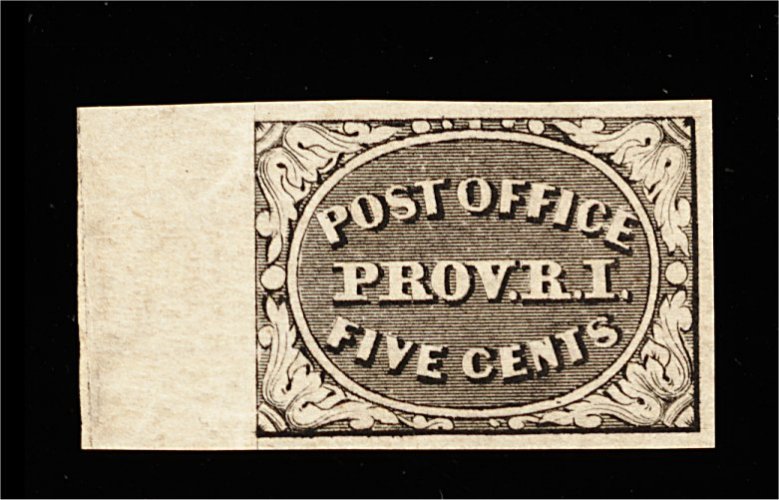 POST OFFICE
PROV. R. I.
FIVE CENTS